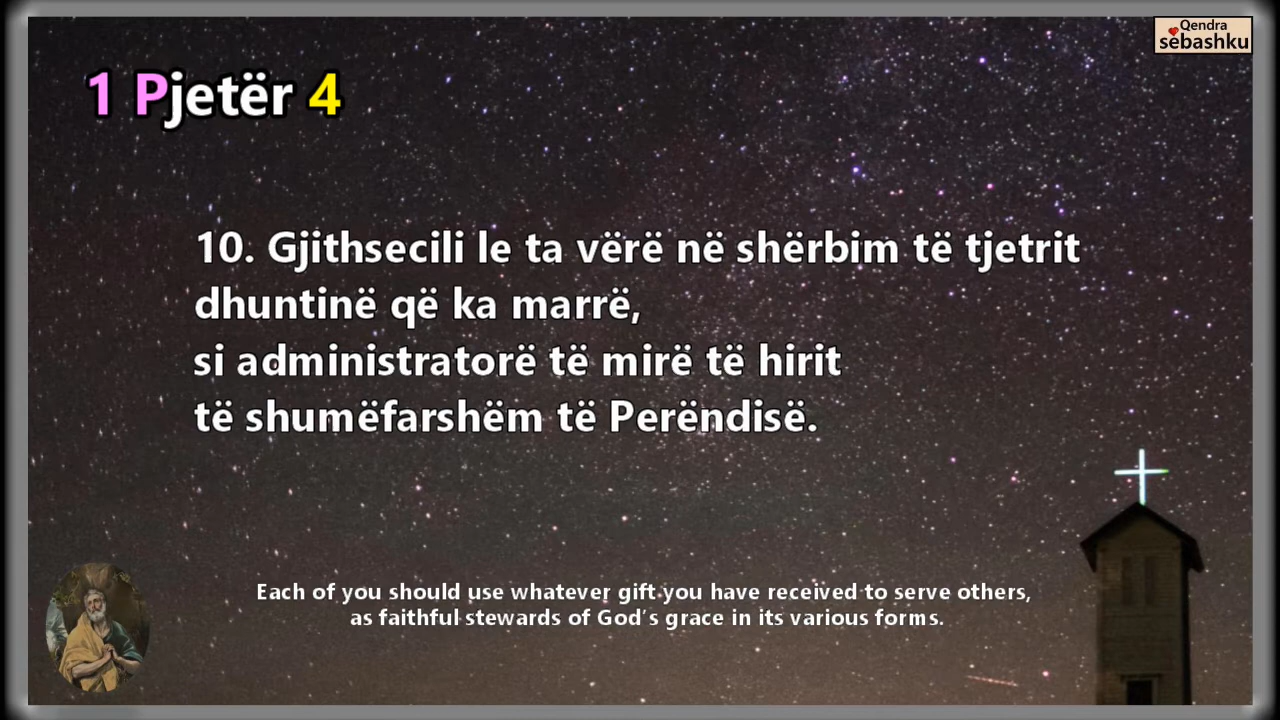 Qendra
sëbashku
1 Pjetër 4
10. Gjithsecili le ta vërë në shërbim të tjetrit
dhuntinë që ka marrë,
si administratorë të mirë të hirit
të shumëfarshëm të Perëndisë.
Each of you should use whatever gift you have received to serve others,
as faithful stewards of God's grace in its various forms.